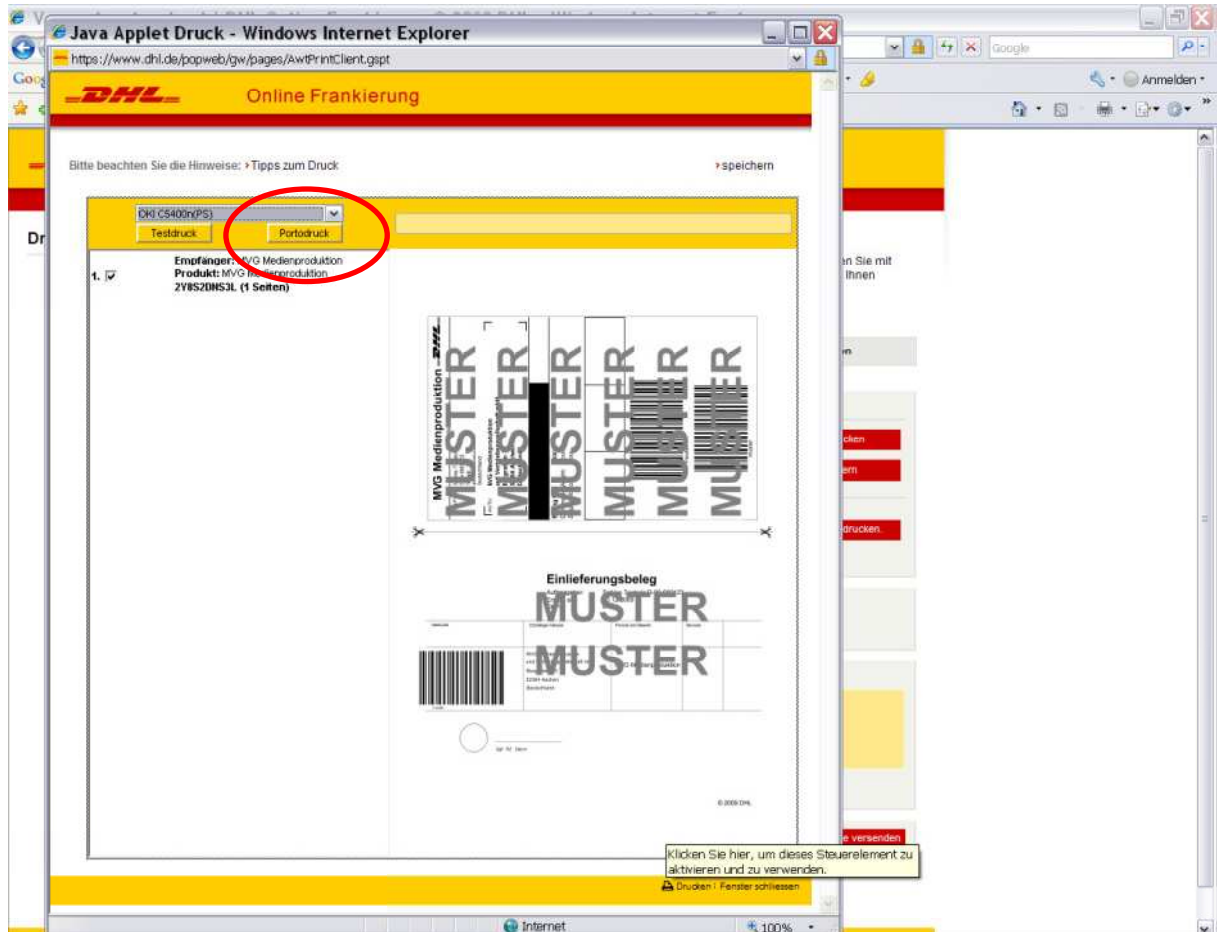 Java Applet Druck - Windows Internet Explorer
https://www.dhl.de/popweb/gw/pages/AwtPrintClient.gspt
Google
Anmelden
DHL
Online Frankierung
Bitte beachten Sie die Hinweise: Tipps zum Druck
speichern
OKI C5400n(PS)
Testdruck
Portodruck
1.
Empfänger: MVG Medienproduktion
Produkt: MVG Medienproduktion
2Y8S2DNS3L (1 Seiten)
en Sie mit
Ihnen
MVG Medienproduktion
DHL
MUSTER
MUSTER
MUSTER
MUSTER
MUSTER
MUSTER
cken
ern
drucken.
Einlieferungsbeleg
MUSTER
MUSTER
© 2009 DHL
e versenden
Klicken Sie hier, um dieses Steuerelement zu
aktivieren und zu verwenden.
Drucken | Fenster schliessen
Internet
100%